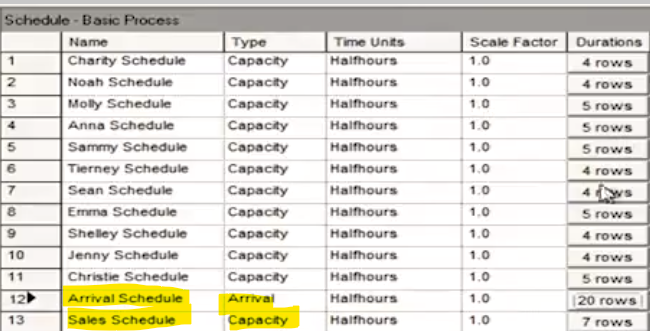 Schedule - Basic Process
Name Type Time Units Scale Factor Durations
1 Charity Schedule Capacity Halfhours 1.0 4 rows
2 Noah Schedule Capacity Halfhours 1.0 4 rows
3 Molly Schedule Capacity Halfhours 1.0 5 rows
4 Anna Schedule Capacity Halfhours 1.0 5 rows
5 Sammy Schedule Capacity Halfhours 1.0 5 rows
6 Tierney Schedule Capacity Halfhours 1.0 4 rows
7 Sean Schedule Capacity Halfhours 1.0 4 rows
8 Emma Schedule Capacity Halfhours 1.0 5 rows
9 Shelley Schedule Capacity Halfhours 1.0 4 rows
10 Jenny Schedule Capacity Halfhours 1.0 4 rows
11 Christie Schedule Capacity Halfhours 1.0 5 rows
12 Arrival Schedule Arrival Halfhours 1.0 20 rows
13 Sales Schedule Capacity Halfhours 1.0 7 rows